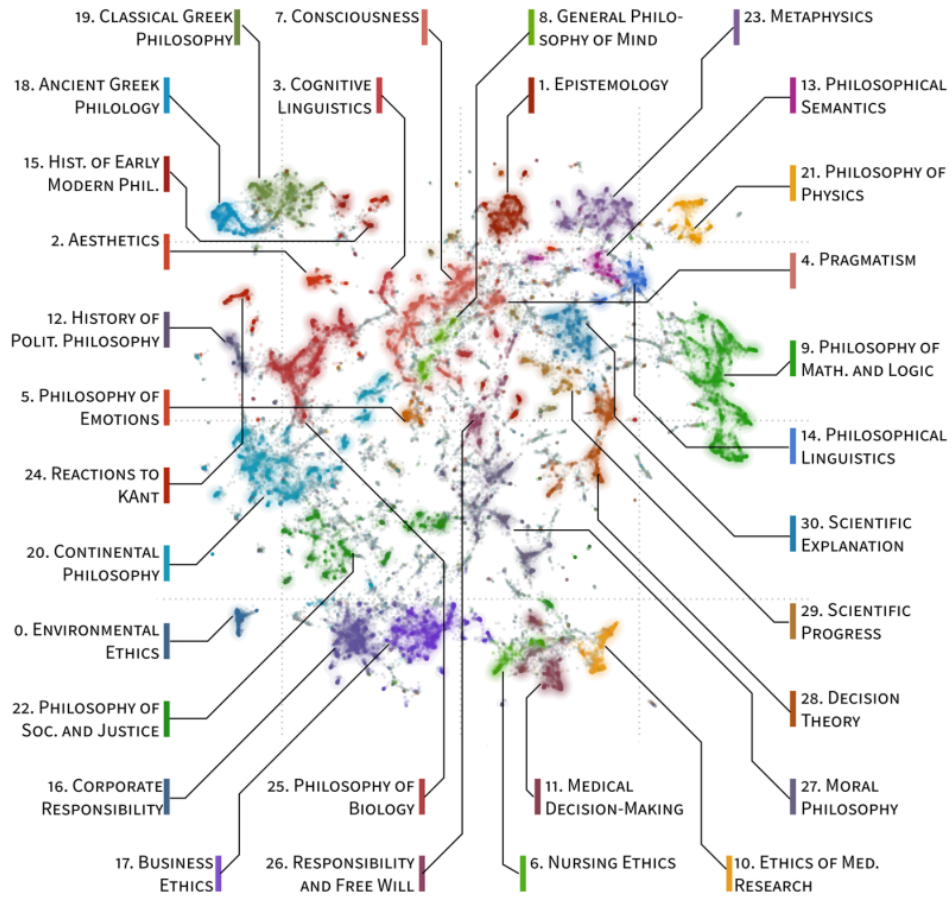 19. Classical Greek
Philosophy
7. Consciousness
8. General Philo-
sophy of Mind
23. Metaphysics
18. Ancient Greek
Philology
3. Cognitive
Linguistics
1. Epistemology
13. Philosophical
Semantics
15. Hist. of Early
Modern Phil.
21. Philosophy of
Physics
2. Aesthetics
4. Pragmatism
12. History of
Polit. Philosophy
9. Philosophy of
Math. and Logic
5. Philosophy of
Emotions
14. Philosophical
Linguistics
24. Reactions to
KAnt
30. Scientific
Explanation
20. Continental
Philosophy
29. Scientific
Progress
0. Environmental
Ethics
28. Decision
Theory
22. Philosophy of
Soc. and Justice
27. Moral
Philosophy
16. Corporate
Responsibility
25. Philosophy of
Biology
11. Medical
Decision-Making
17. Business
Ethics
26. Responsibility
and Free Will
6. Nursing Ethics
10. Ethics of Med.
Research